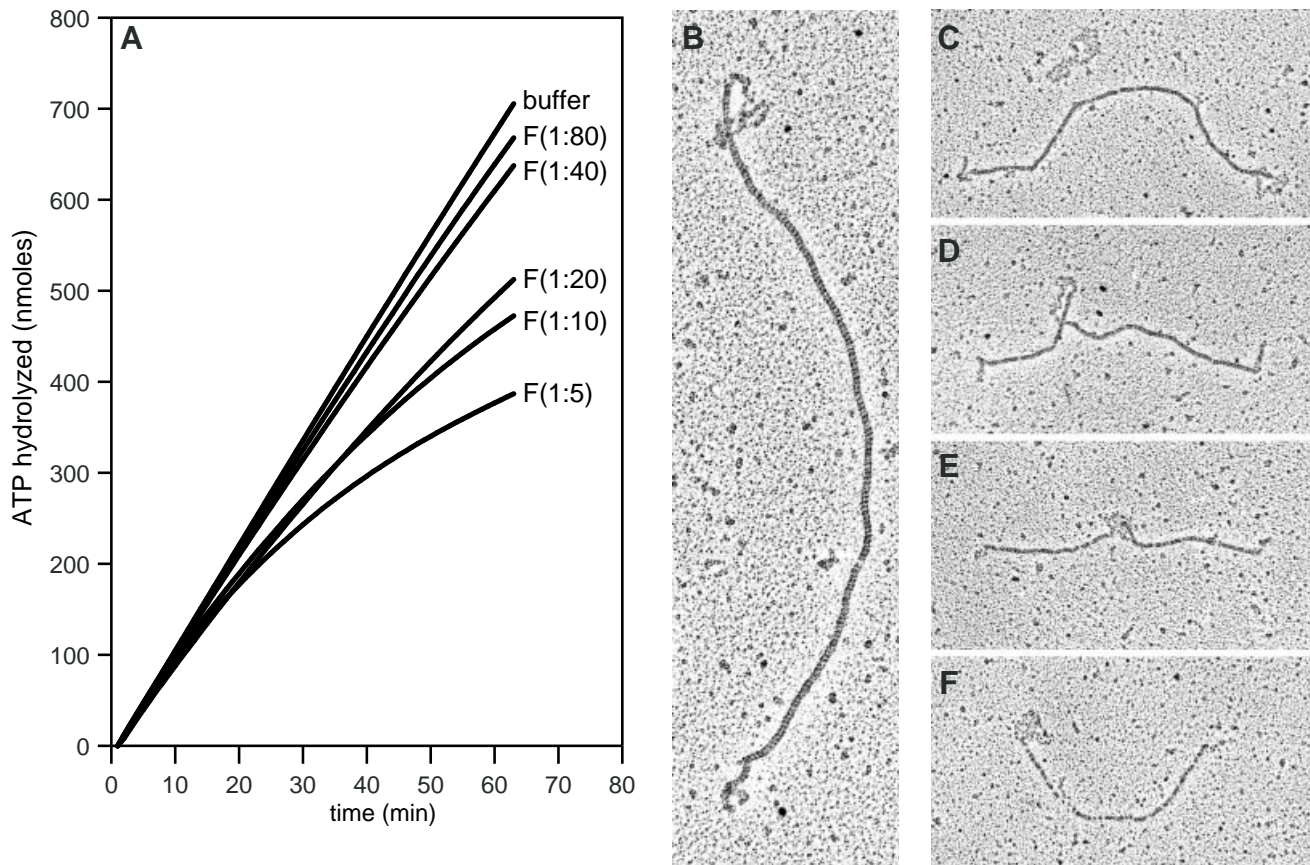 A
800
700
600
500
400
300
200
100
0
ATP hydrolyzed (nmoles)
buffer
F(1:80)
F(1:40)
F(1:20)
F(1:10)
F(1:5)
0 10 20 30 40 50 60 70 80
time (min)
B
C
D
E
F